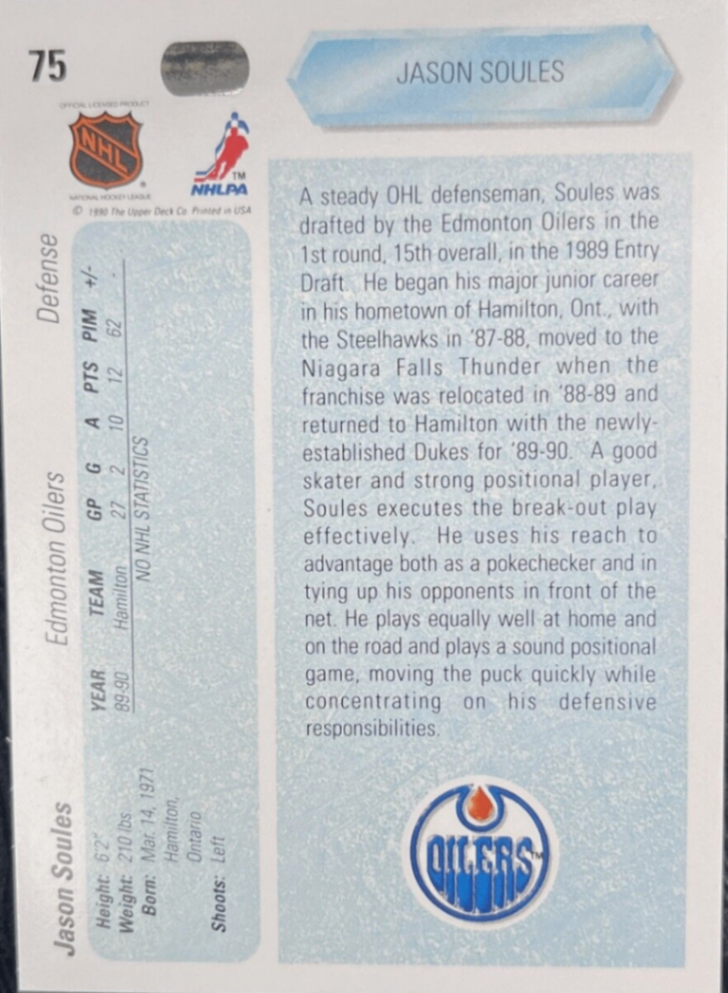 75
OFFICIAL LICENSED PRODUCT
NHL
NATIONAL HOCKEY LEAGUE
TM
NHLPA
© 1990 The Upper Deck Co. Printed in USA
JASON SOULES
A steady OHL defenseman, Soules was
drafted by the Edmonton Oilers in the
1st round, 15th overall, in the 1989 Entry
Draft. He began his major junior career
in his hometown of Hamilton, Ont., with
the Steelhawks in '87-88, moved to the
Niagara Falls Thunder when the
franchise was relocated in '88-89 and
returned to Hamilton with the newly-
established Dukes for '89-90. A good
skater and strong positional player,
Soules executes the break-out play
effectively. He uses his reach to
advantage both as a pokechecker and in
tying up his opponents in front of the
net. He plays equally well at home and
on the road and plays a sound positional
game, moving the puck quickly while
concentrating on his defensive
responsibilities.
OILERS TM
Jason Soules Edmonton Oilers Defense
Height: 6'2"
Weight: 210 lbs
Born: Mar. 14, 1971
Hamilton,
Ontario
Shoots: Left
YEAR TEAM GP G A PTS PIM +/-
89-90 Hamilton 27 2 10 12 62 -
NO NHL STATISTICS